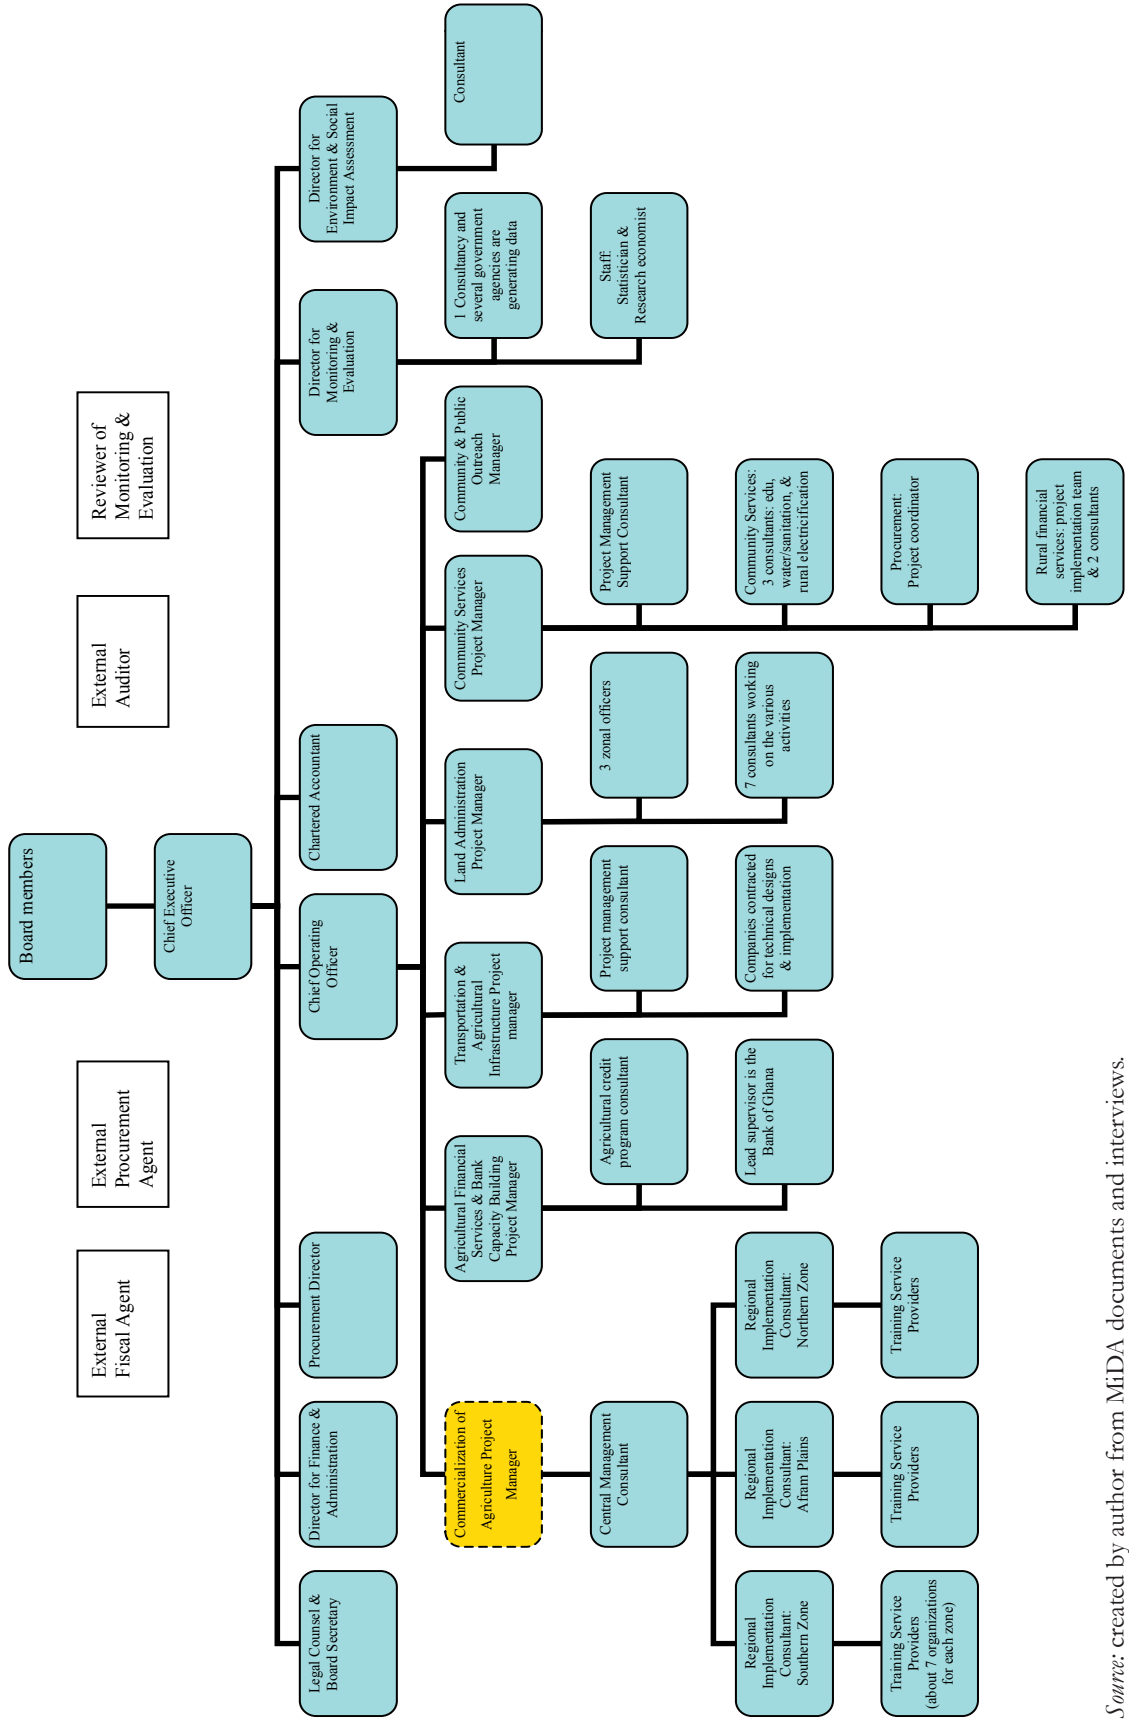 Board members
Chief Executive
Officer
External
Fiscal Agent
External
Procurement
Agent
External
Auditor
Reviewer of
Monitoring &
Evaluation
Legal Counsel &
Board Secretary
Director for Finance &
Administration
Procurement Director
Chief Operating
Officer
Chartered Accountant
Director for
Monitoring &
Evaluation
Director for
Environment & Social
Impact Assessment
Commercialization of
Agriculture Project
Manager
Agricultural Financial
Services & Bank
Capacity Building
Project Manager
Transportation &
Agricultural
Infrastructure Project
manager
Land Administration
Project Manager
Community Services
Project Manager
Community & Public
Outreach
Manager
1 Consultancy and
several government
agencies are
generating data
Consultant
Central Management
Consultant
Agricultural credit
program consultant
Project management
support consultant
3 zonal officers
Project Management
Support Consultant
Staff:
Statistician &
Research economist
Regional
Implementation
Consultant:
Southern Zone
Regional
Implementation
Consultant:
Afram Plains
Regional
Implementation
Consultant:
Northern Zone
Lead supervisor is the
Bank of Ghana
Companies contracted
for technical designs
& implementation
7 consultants working
on the various
activities
Community Services:
3 consultants: edu,
water/sanitation, &
rural electricification
Training Service
Providers
(about 7 organizations
for each zone)
Training Service
Providers
Training Service
Providers
Procurement:
Project coordinator
Rural financial
services: project
implementation team
& 2 consultants
Source: created by author from MiDA documents and interviews.